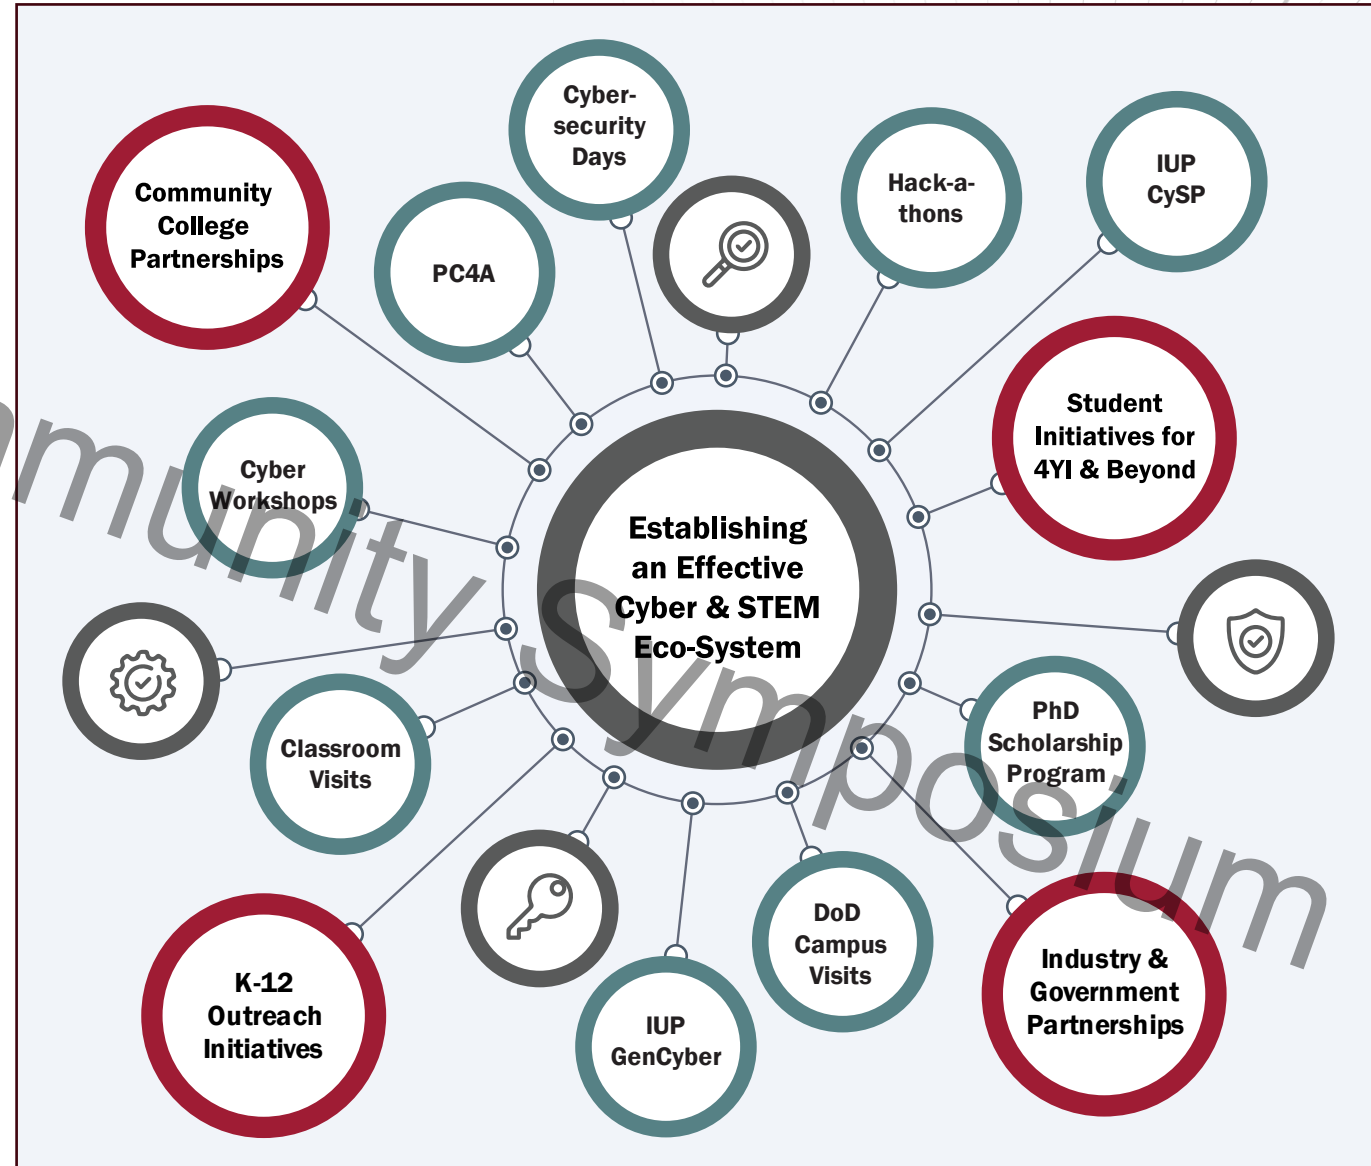 Cyber-
security
Days
Community
College
Partnerships
PC4A
Hack-a-
thons
IUP
CySP
Student
Initiatives for
4YI & Beyond
Cyber
Workshops
Establishing
an Effective
Cyber & STEM
Eco-System
Classroom
Visits
PhD
Scholarship
Program
K-12
Outreach
Initiatives
IUP
GenCyber
DoD
Campus
Visits
Industry &
Government
Partnerships
mmunity Symposium